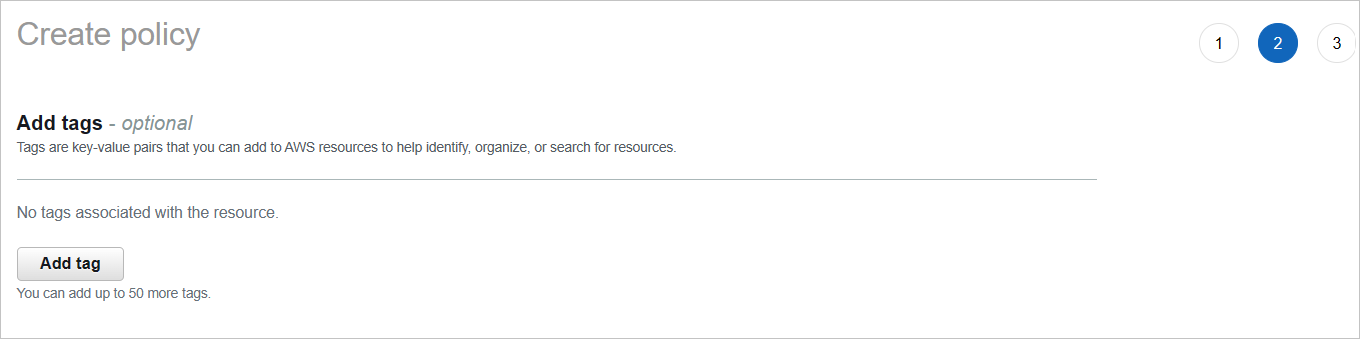 Create policy
1 2 3
Add tags - optional
Tags are key-value pairs that you can add to AWS resources to help identify, organize, or search for resources.
No tags associated with the resource.
Add tag
You can add up to 50 more tags.